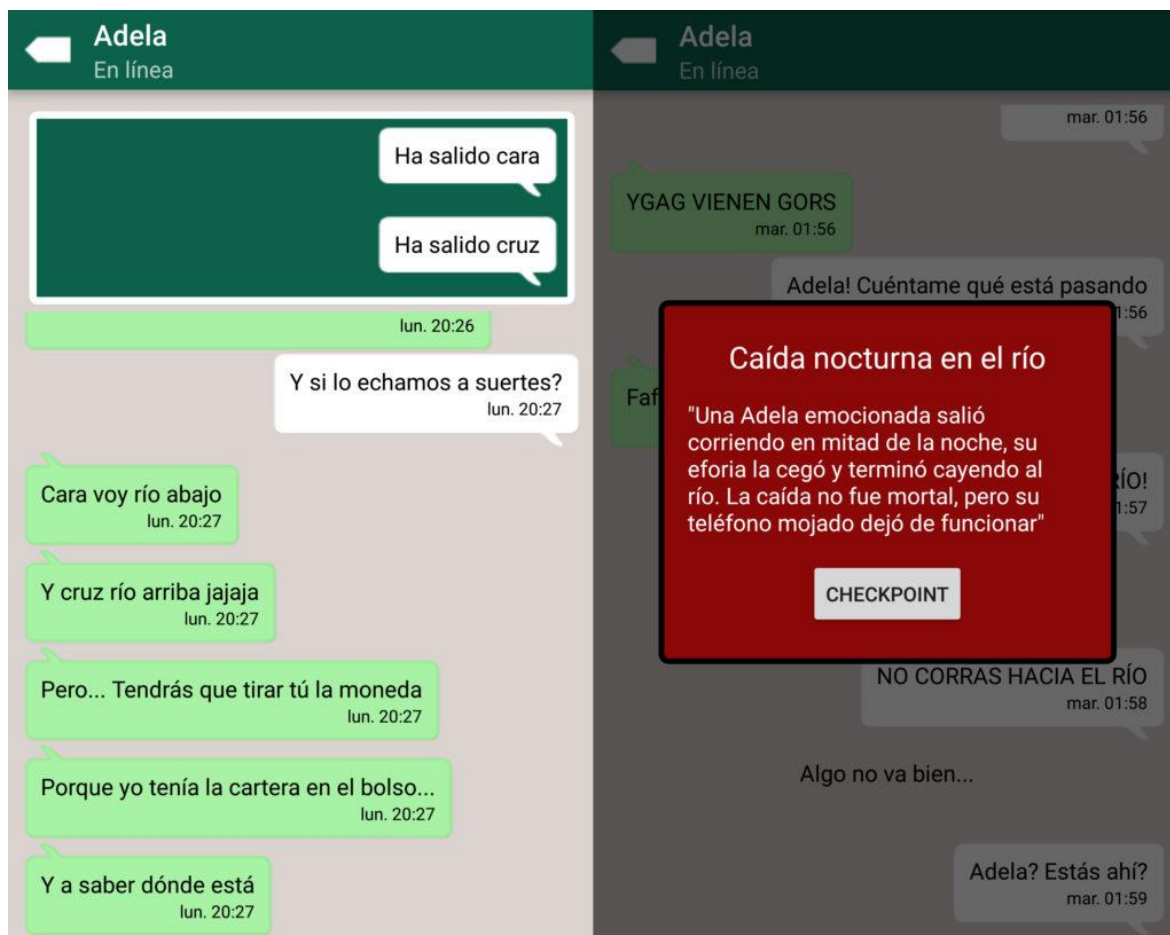 Adela
En línea
Ha salido cara
Ha salido cruz
lun. 20:26
Y si lo echamos a suertes?
lun. 20:27
Cara voy río abajo
lun. 20:27
Y cruz río arriba jajaja
lun. 20:27
Pero... Tendrás que tirar tú la moneda
lun. 20:27
Porque yo tenía la cartera en el bolso...
lun. 20:27
Y a saber dónde está
lun. 20:27
Adela
En línea
mar. 01:56
YGAG VIENEN GORS
mar. 01:56
Adela! Cuéntame qué está pasando
1:56
Faf
RÍO!
1:57
Caída nocturna en el río
"Una Adela emocionada salió
corriendo en mitad de la noche, su
eforia la cegó y terminó cayendo al
río. La caída no fue mortal, pero su
teléfono mojado dejó de funcionar"
CHECKPOINT
NO CORRAS HACIA EL RÍO
mar. 01:58
Algo no va bien...
Adela? Estás ahí?
mar. 01:59